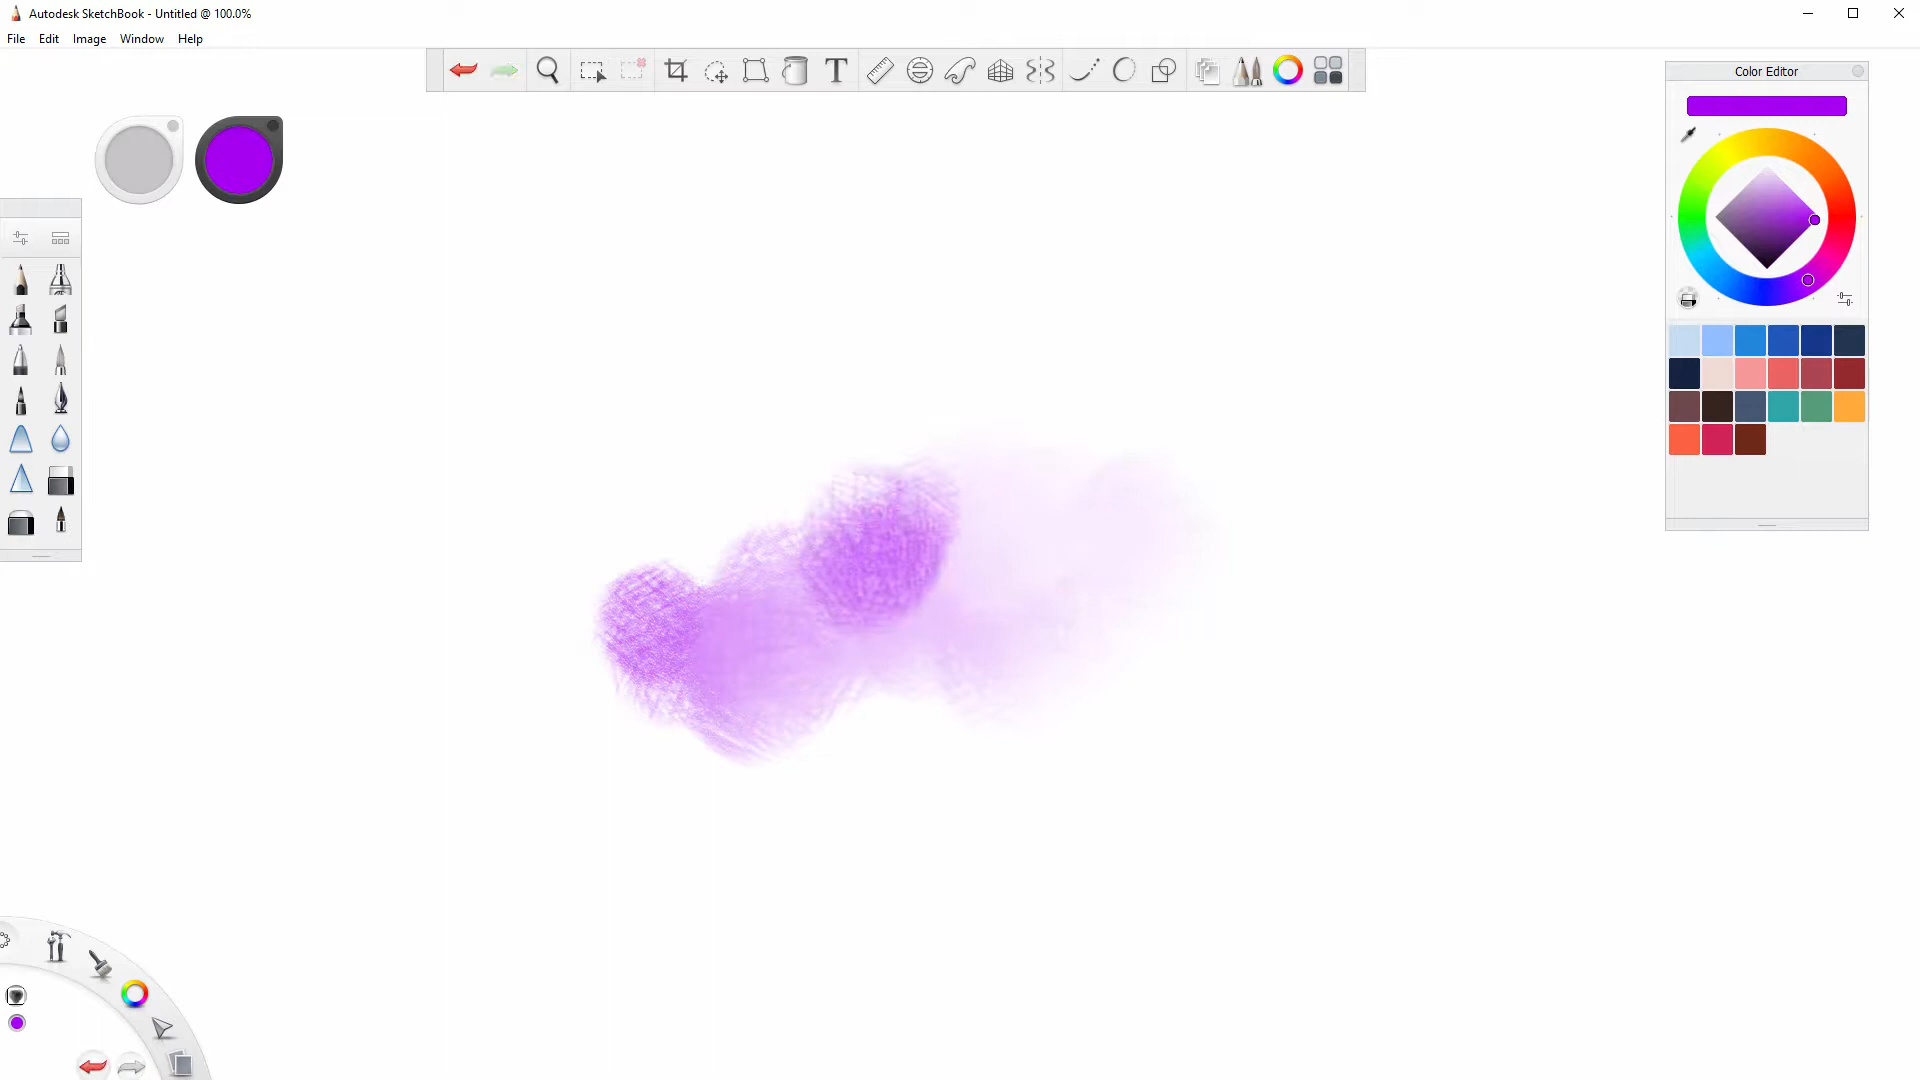 Autodesk SketchBook - Untitled @ 100.0%
File Edit Image Window Help
T
Color Editor